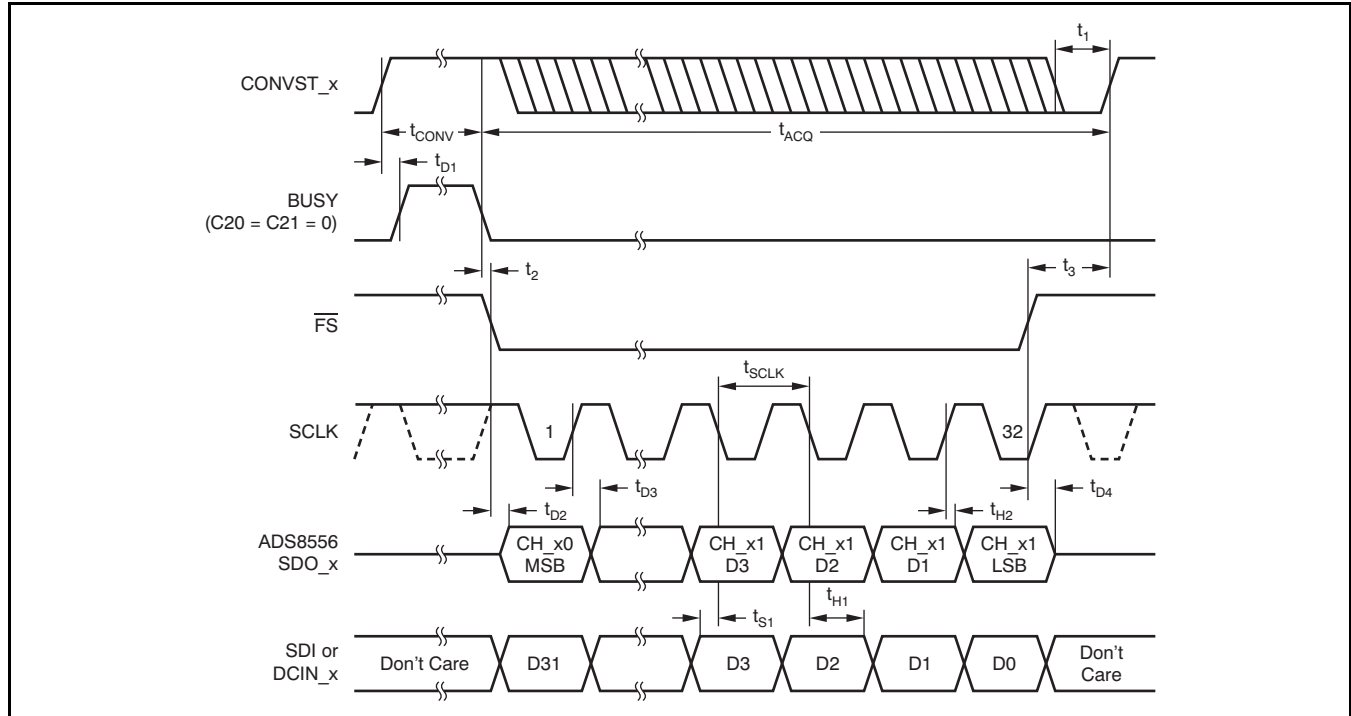 t1
CONVST_x
tCONV
tACQ
tD1
BUSY
(C20 = C21 = 0)
t2
t3
FS
tSCLK
SCLK
1
32
tD3
tD4
tD2
tH2
ADS8556
SDO_x
CH_x0
MSB
CH_x1
D3
CH_x1
D2
CH_x1
D1
CH_x1
LSB
tS1
tH1
SDI or
DCIN_x
Don't Care
D31
D3
D2
D1
D0
Don't
Care